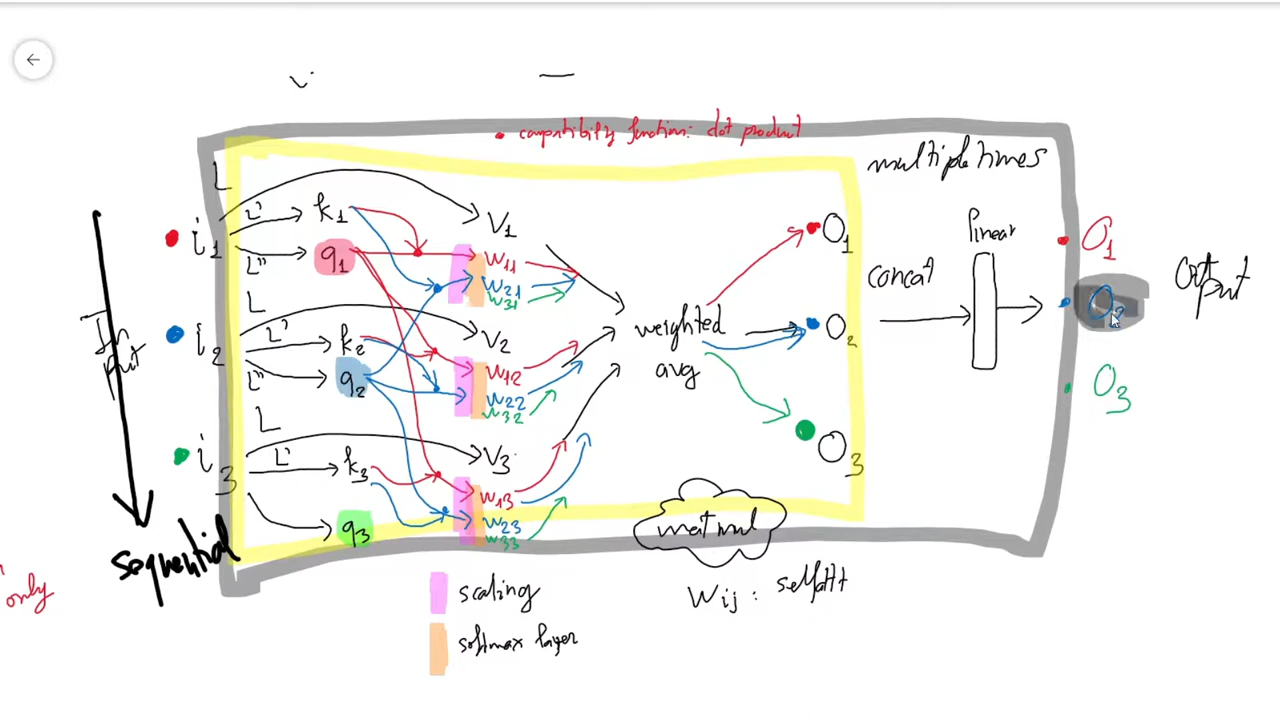 • compatibility function: dot product
multiple times
L
L'
k1
V1
i1
L"
q1
w11
w21
w31
O1
linear
O1
L
L'
k2
V2
i2
L"
q2
w12
w22
w32
weighted
avg
O2
concat
O2
Output
Input
L
L'
k3
V3
i3
q3
w13
w23
w33
O3
O3
matmul
sequential
only
scaling
softmax layer
Wij : selfatt